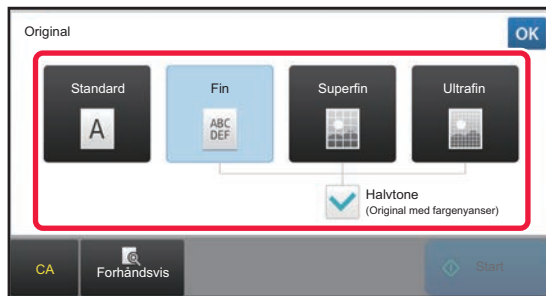 Original
OK
Standard
Fin
Superfin
Ultrafin
A
ABC
DEF
Halvtone
(Original med fargenyanser)
CA
Forhåndsvis
Start